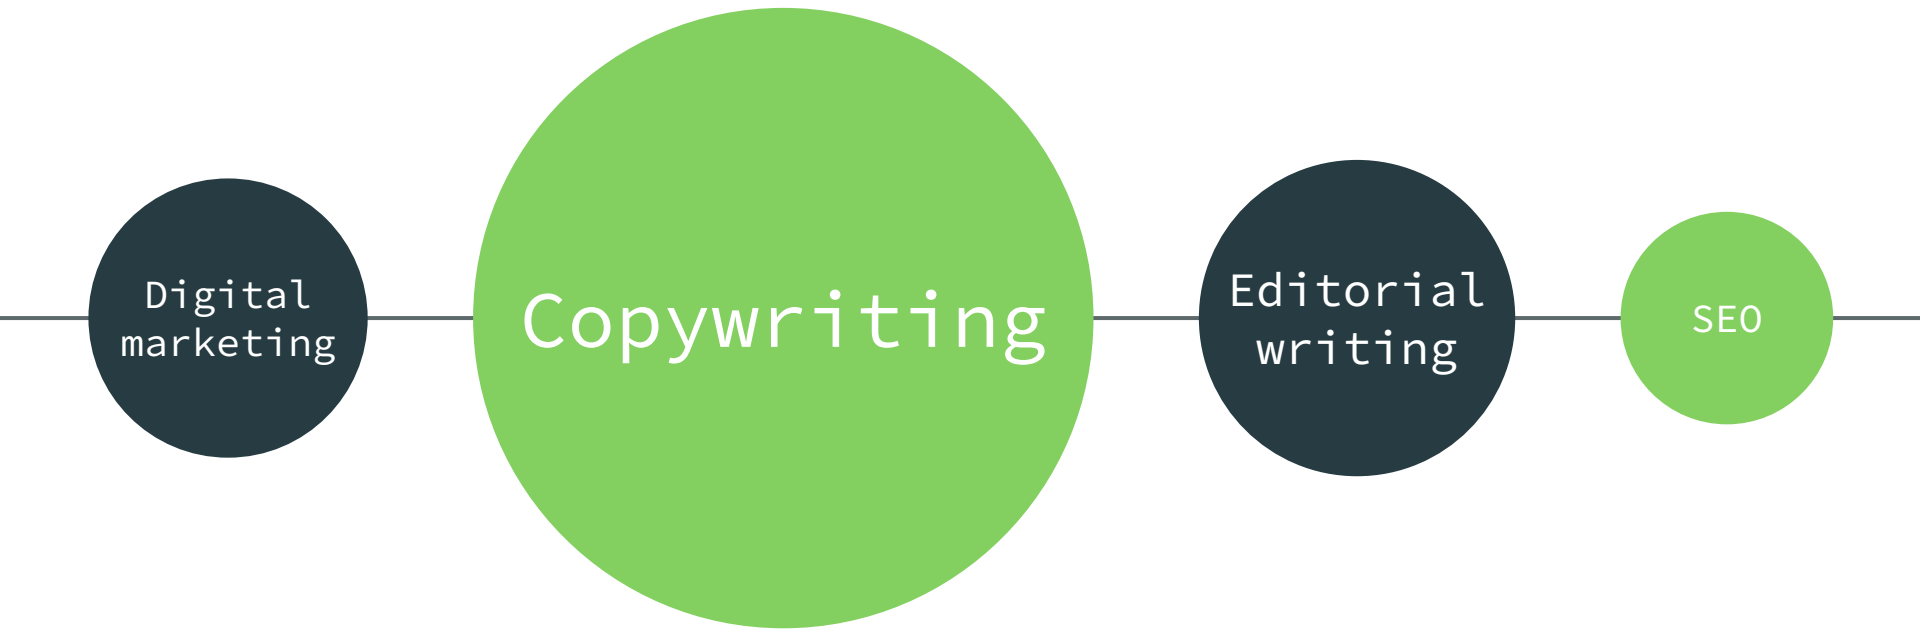 Digital
marketing
Copywriting
Editorial
writing
SEO